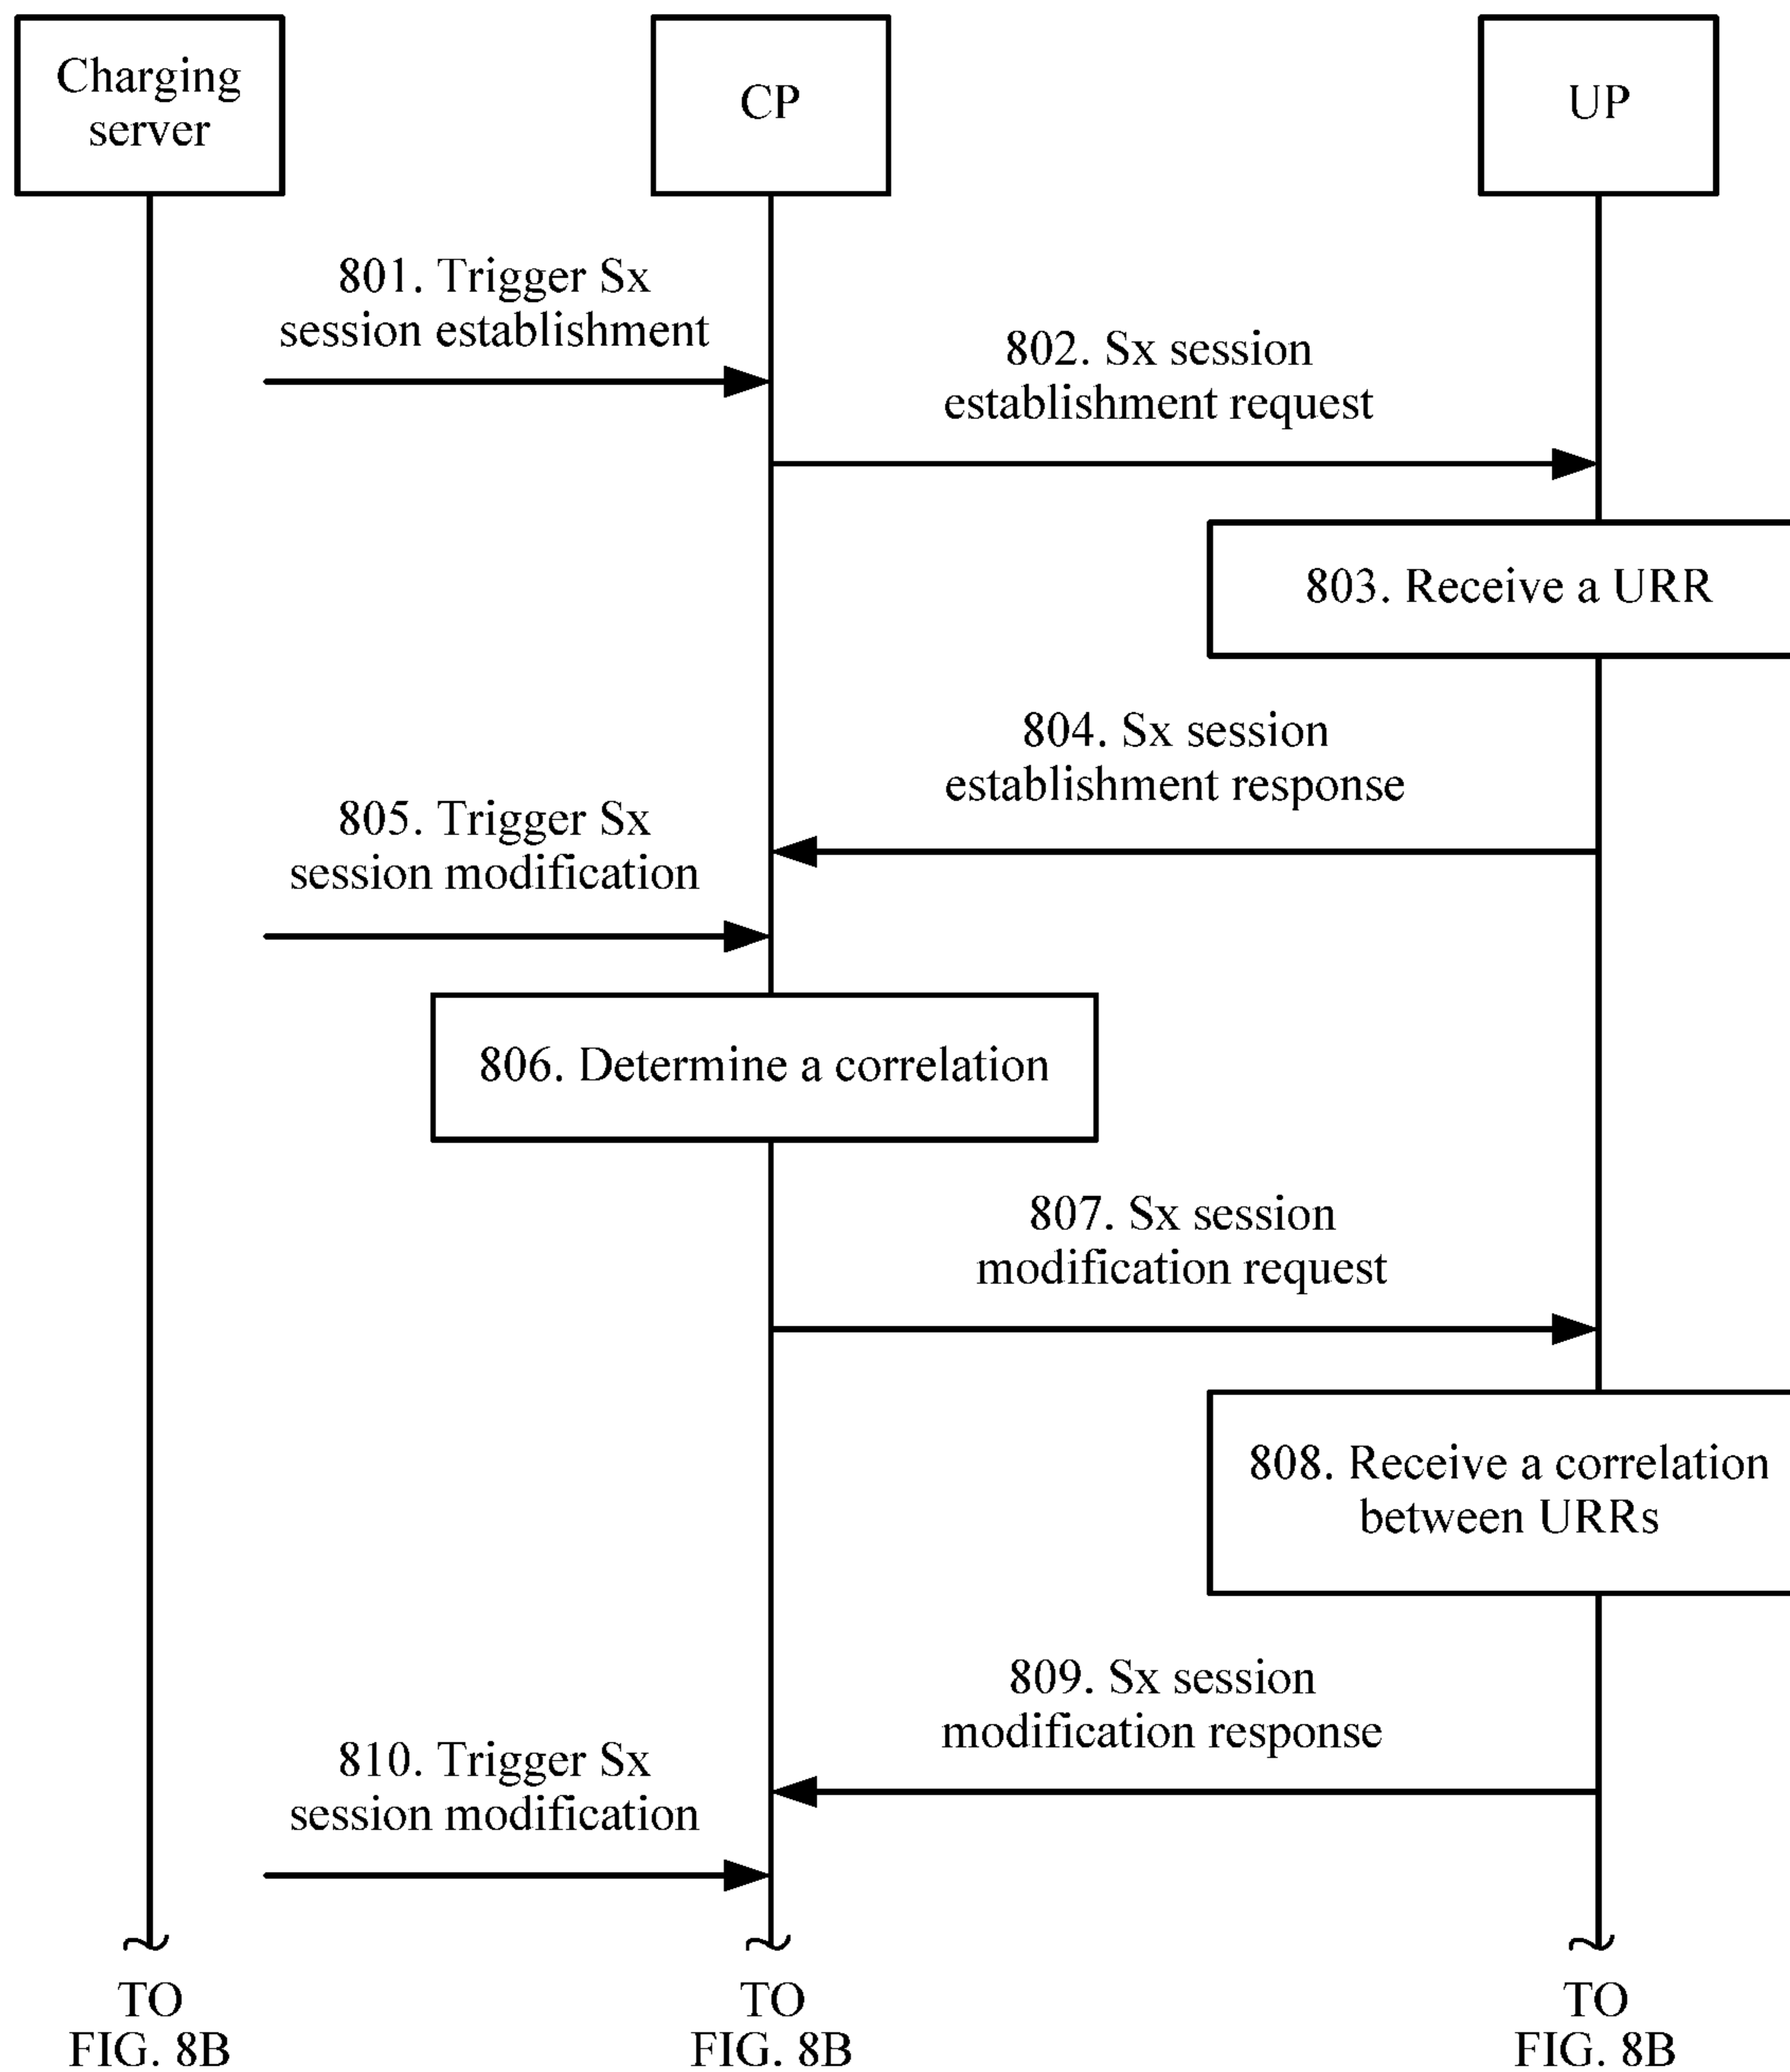 Charging
server
CP
UP
801. Trigger Sx
session establishment
802. Sx session
establishment request
803. Receive a URR
804. Sx session
establishment response
805. Trigger Sx
session modification
806. Determine a correlation
807. Sx session
modification request
808. Receive a correlation
between URRs
809. Sx session
modification response
810. Trigger Sx
session modification
TO
FIG. 8B
TO
FIG. 8B
TO
FIG. 8B